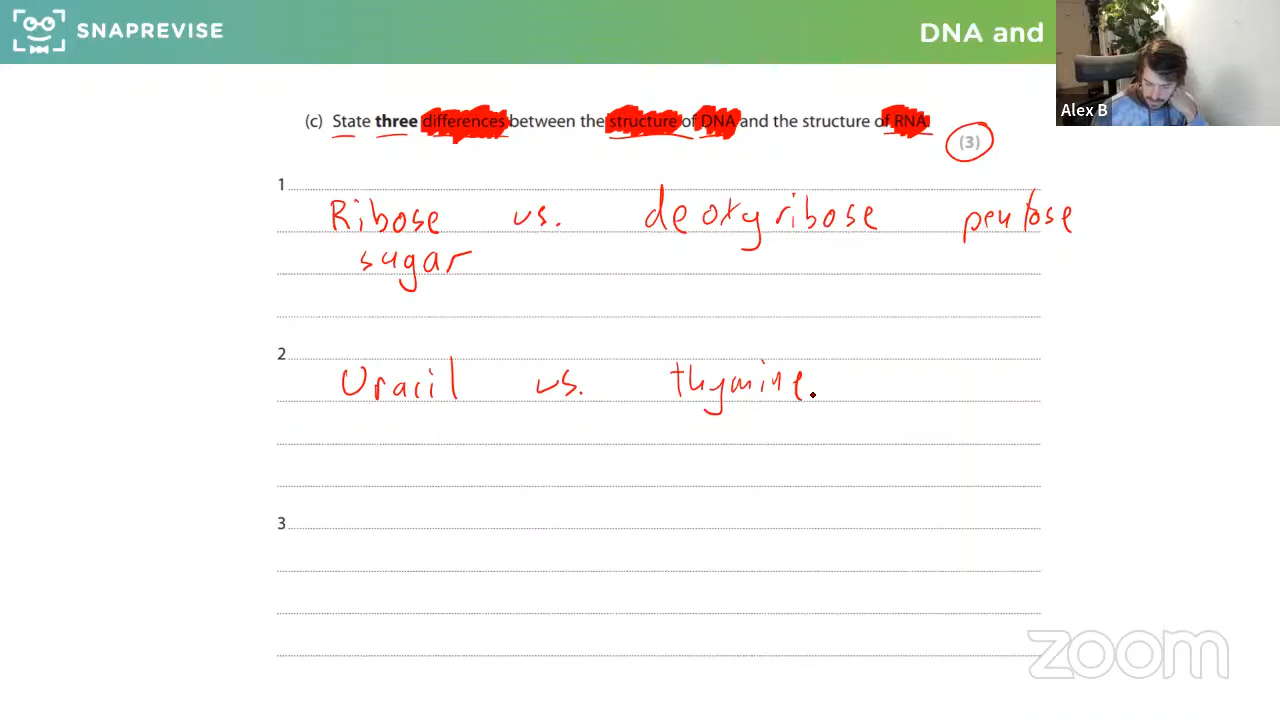 SNAPREVISE
DNA and
Alex B
(c) State three differences between the structure of DNA and the structure of RNA.
(3)
1
Ribose vs. deoxyribose pentose
sugar
2
Uracil vs. thymine
3
zoom